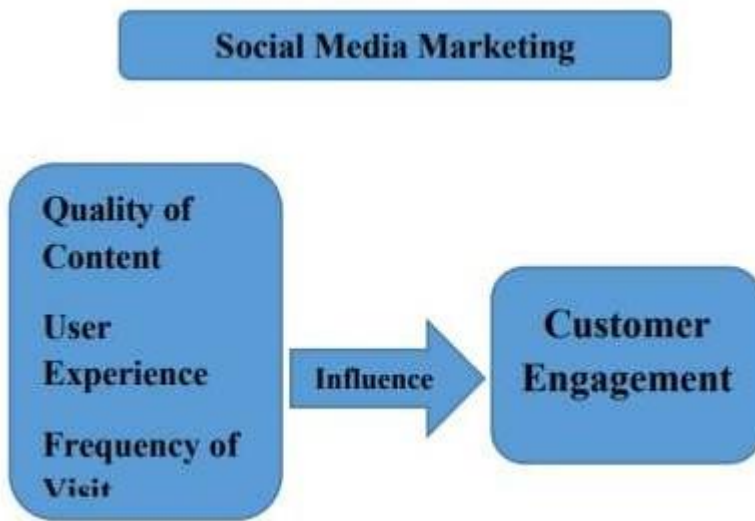 Social Media Marketing
Quality of
Content
User
Experience
Frequency of
Visit
Influence
Customer
Engagement